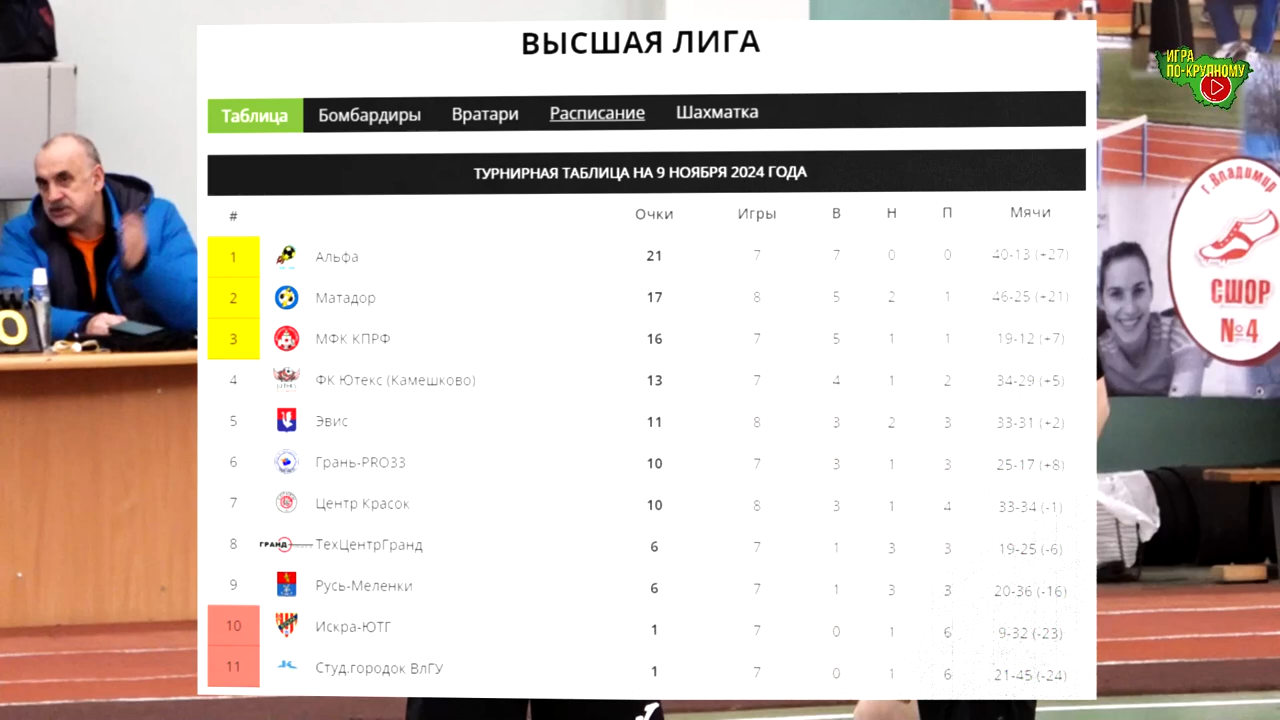 ВЫСШАЯ ЛИГА
ИГРА
ПО-КРУПНОМУ
Таблица Бомбардиры Вратари Расписание Шахматка
ТУРНИРНАЯ ТАБЛИЦА НА 9 НОЯБРЯ 2024 ГОДА
# Очки Игры В Н П Мячи
1 Альфа 21 7 7 0 0 40-13 (+27)
2 Матадор 17 8 5 2 1 46-25 (+21)
3 МФК КПРФ 16 7 5 1 1 19-12 (+7)
4 ФК Ютекс (Камешково) 13 7 4 1 2 34-29 (+5)
5 Эвис 11 8 3 2 3 33-31 (+2)
6 Грань-PRO33 10 7 3 1 3 25-17 (+8)
7 Центр Красок 10 8 3 1 4 33-34 (-1)
8 ГРАНД ТехЦентрГранд 6 7 1 3 3 19-25 (-6)
9 Русь-Меленки 6 7 1 3 3 20-36 (-16)
10 Искра-ЮТГ 1 7 0 1 6 9-32 (-23)
11 Студ.городок ВлГУ 1 7 0 1 6 21-45 (-24)
г.Владимир
СШОР
№4
0